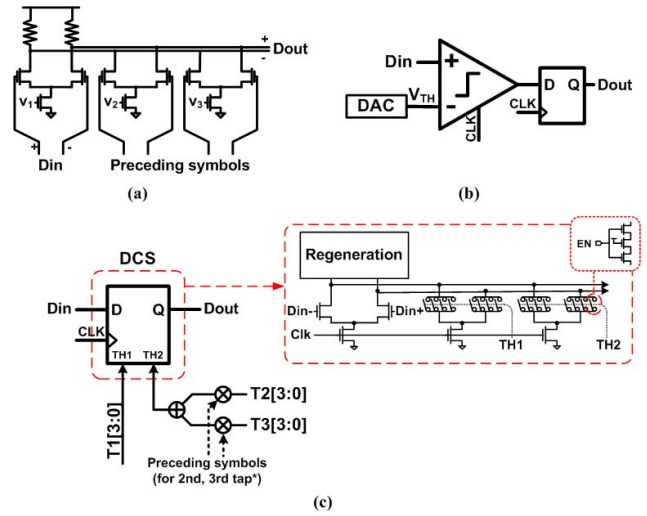 +
-
Dout
V1
V2
V3
+
-
Din
Preceding symbols
(a)
Din
+
-
DAC
VTH
CLK
D Q
CLK
Dout
(b)
DCS
Din
D Q
Dout
CLK
TH1 TH2
T1[3:0]
T2[3:0]
T3[3:0]
Preceding symbols
(for 2nd, 3rd tap*)
Regeneration
EN
Din-
Din+
Clk
TH1
TH2
(c)